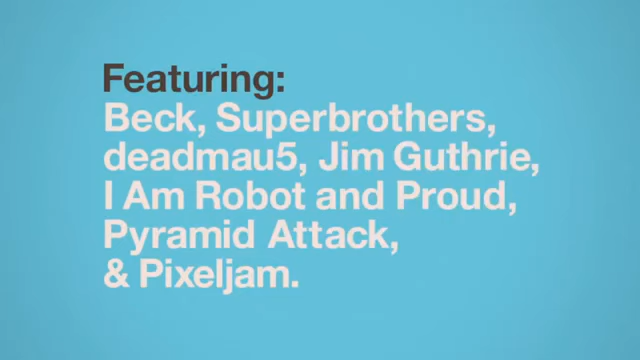 Featuring:
Beck, Superbrothers,
deadmau5, Jim Guthrie,
I Am Robot and Proud,
Pyramid Attack,
& Pixeljam.